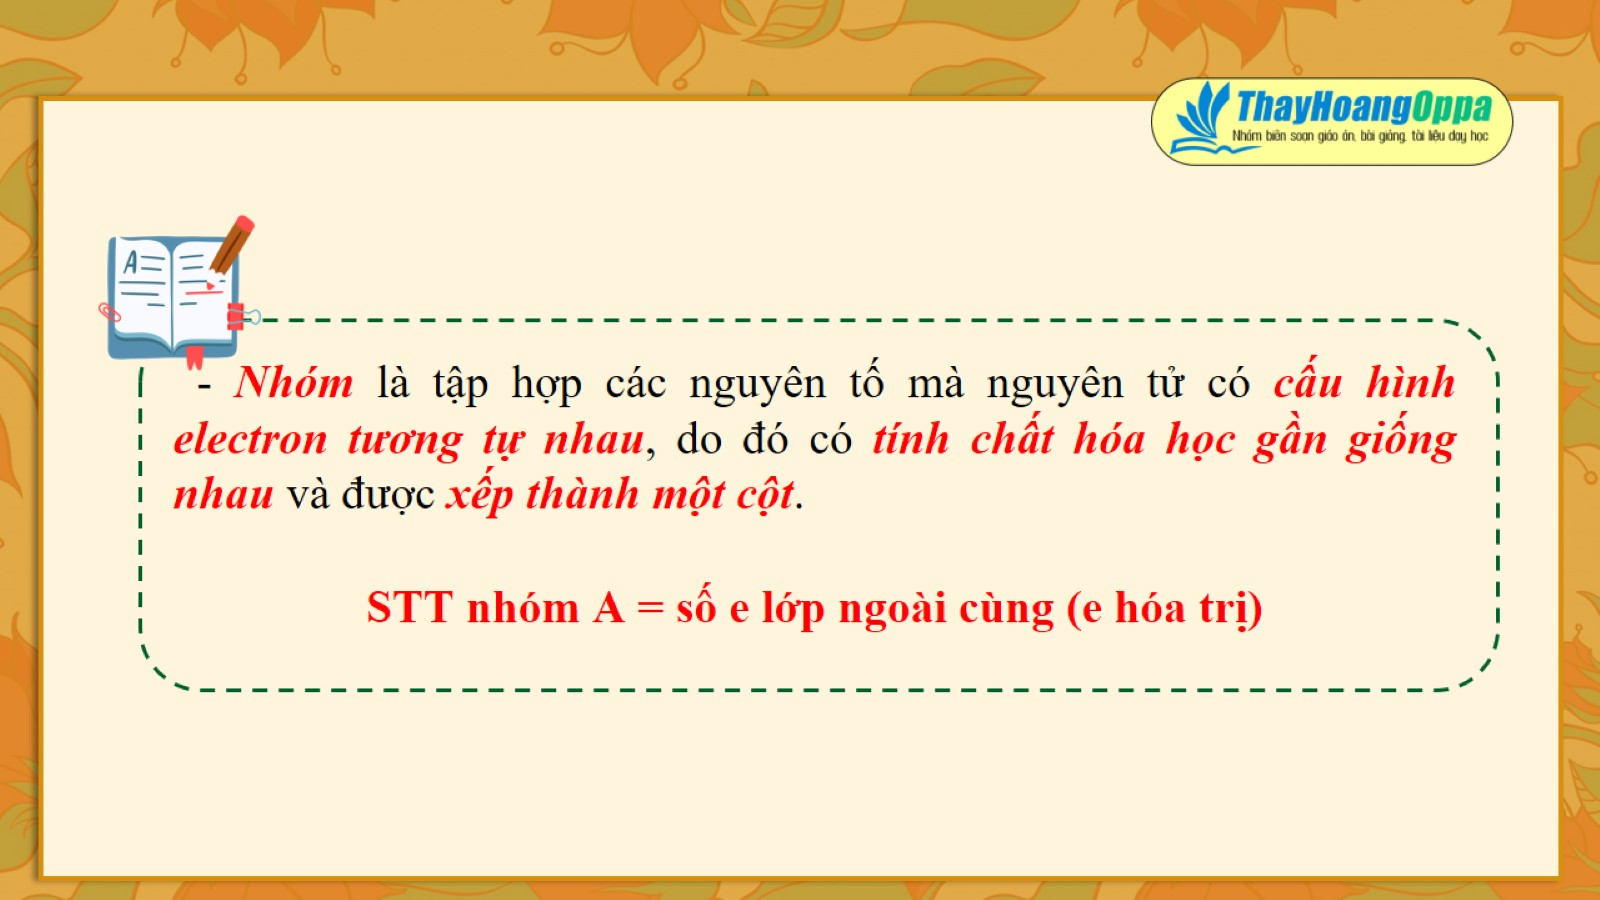 ThayHoangOppa
Nhóm biên soạn giáo án, bài giảng, tài liệu dạy học
A
- Nhóm là tập hợp các nguyên tố mà nguyên tử có cấu hình
electron tương tự nhau, do đó có tính chất hóa học gần giống
nhau và được xếp thành một cột.
STT nhóm A = số e lớp ngoài cùng (e hóa trị)